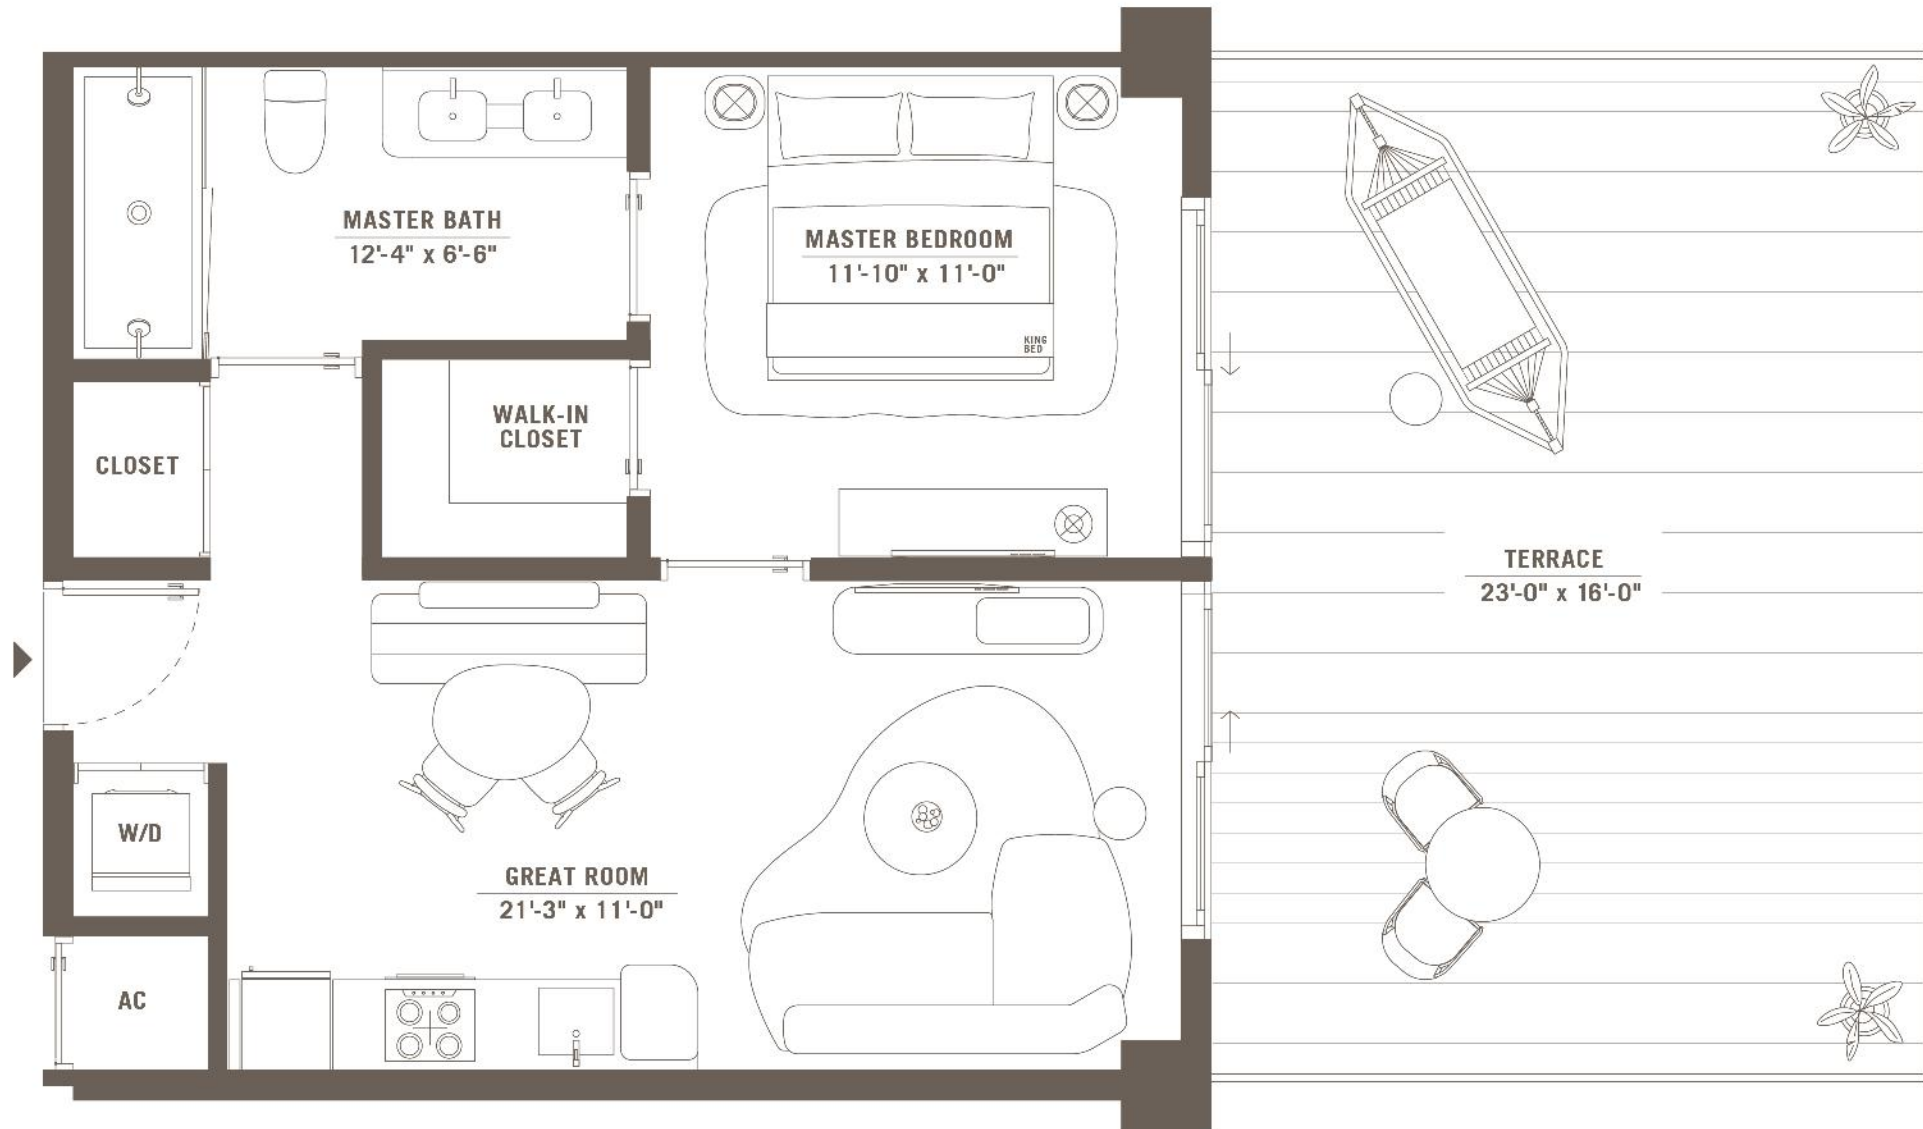 MASTER BATH
12'-4" x 6'-6"
MASTER BEDROOM
11'-10" x 11'-0"
KING
BED
WALK-IN
CLOSET
CLOSET
TERRACE
23'-0" x 16'-0"
W/D
GREAT ROOM
21'-3" x 11'-0"
AC